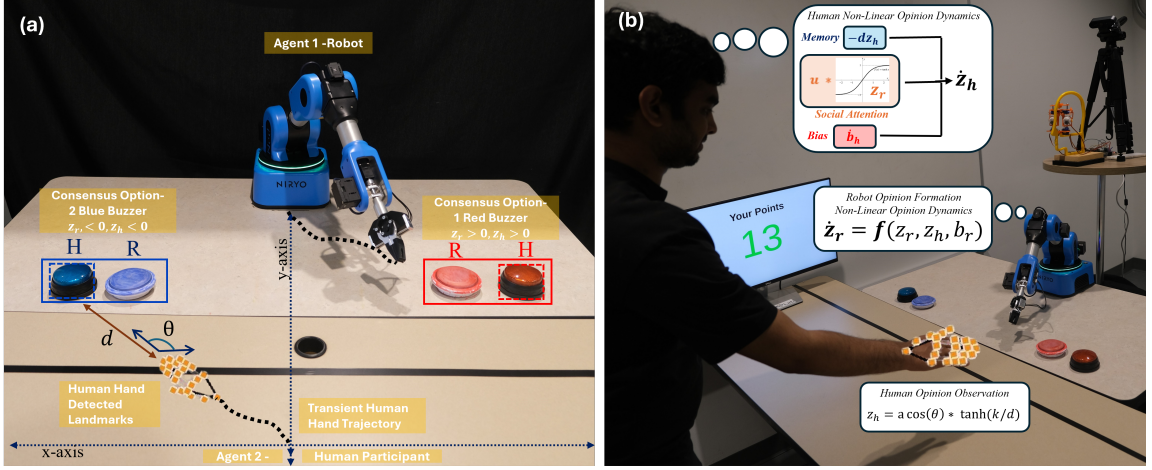 (a)
Agent 1 -Robot
NIRYO
Consensus Option-
2 Blue Buzzer
z_r, < 0, z_h < 0
H R
Consensus Option-
1 Red Buzzer
z_r > 0, z_h > 0
R H
y-axis
d
θ
Human Hand
Detected
Landmarks
Transient Human
Hand Trajectory
x-axis
Agent 2 -
Human Participant
(b)
Human Non-Linear Opinion Dynamics
Memory
−dz_h
u *
z_r
ż_h
Social Attention
Bias
ḃ_h
Your Points
13
Robot Opinion Formation
Non-Linear Opinion Dynamics
ż_r = f(z_r, z_h, b_r)
Human Opinion Observation
z_h = a cos(θ) * tanh(k/d)